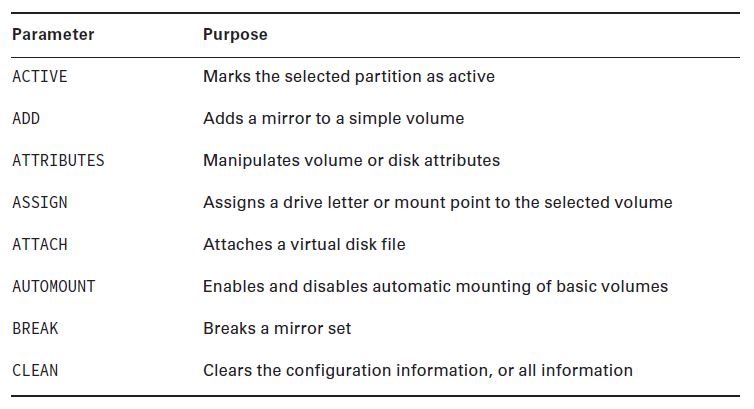 Parameter Purpose
ACTIVE Marks the selected partition as active
ADD Adds a mirror to a simple volume
ATTRIBUTES Manipulates volume or disk attributes
ASSIGN Assigns a drive letter or mount point to the selected volume
ATTACH Attaches a virtual disk file
AUTOMOUNT Enables and disables automatic mounting of basic volumes
BREAK Breaks a mirror set
CLEAN Clears the configuration information, or all information